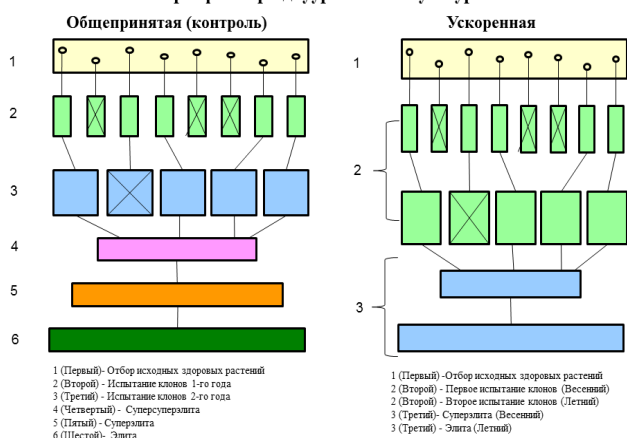 Общепринятая (контроль)
Ускоренная
1
2
3
4
5
6
1
2
3
1 (Первый)- Отбор исходных здоровых растений
2 (Второй) - Испытание клонов 1-го года
3 (Третий) - Испытание клонов 2-го года
4 (Четвертый) - Суперсуперэлита
5 (Пятый) - Суперэлита
6 (Шестой)- Элита
1 (Первый) -Отбор исходных здоровых растений
2 (Второй) - Первое испытание клонов (Весенний)
2 (Второй) - Второе испытание клонов (Летний)
3 (Третий)- Суперэлита (Весенний)
3 (Третий) - Элита (Летний)